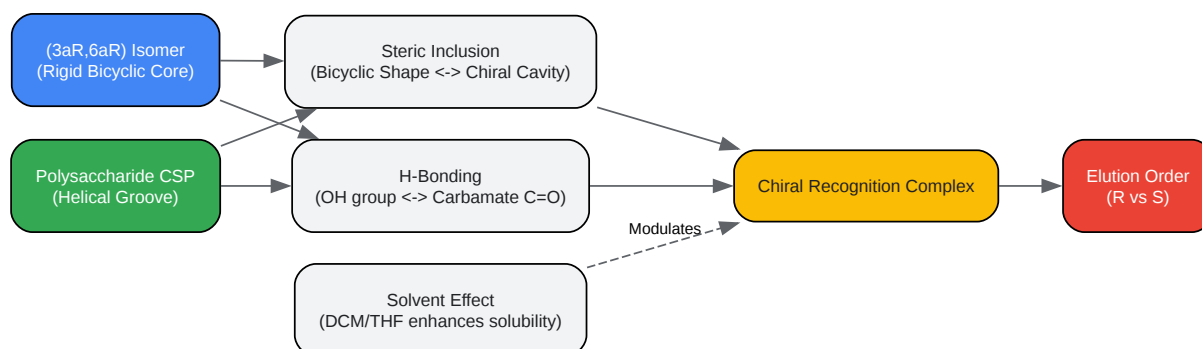 (3aR,6aR) Isomer
(Rigid Bicyclic Core)
Steric Inclusion
(Bicyclic Shape <-> Chiral Cavity)
Polysaccharide CSP
(Helical Groove)
H-Bonding
(OH group <-> Carbamate C=O)
Chiral Recognition Complex
Elution Order
(R vs S)
Modulates
Solvent Effect
(DCM/THF enhances solubility)